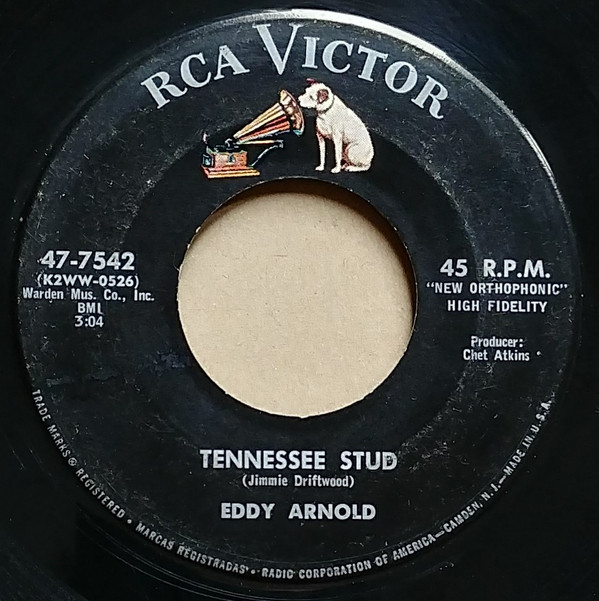 RCA VICTOR
47-7542
(K2WW-0526)
Warden Mus. Co., Inc.
BMI
3:04
45 R.P.M.
"NEW ORTHOPHONIC"
HIGH FIDELITY
Producer:
Chet Atkins
TENNESSEE STUD
(Jimmie Driftwood)
EDDY ARNOLD
TRADE MARKS ® REGISTERED • MARCAS REGISTRADAS • RADIO CORPORATION OF AMERICA—CAMDEN, N.J.—MADE IN U.S.A.